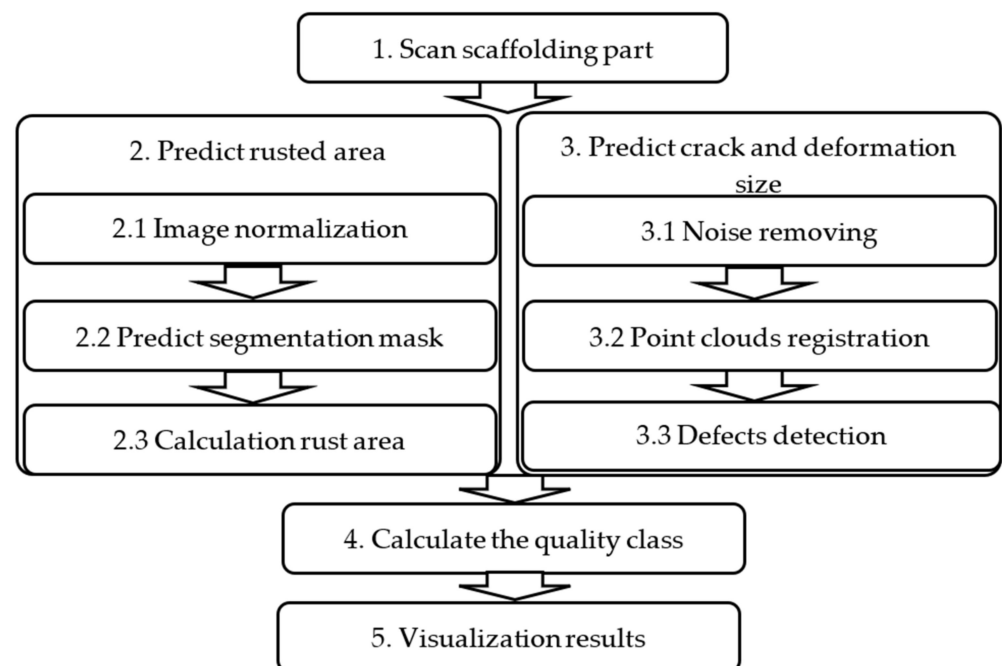 1. Scan scaffolding part
2. Predict rusted area
2.1 Image normalization
2.2 Predict segmentation mask
2.3 Calculation rust area
3. Predict crack and deformation
size
3.1 Noise removing
3.2 Point clouds registration
3.3 Defects detection
4. Calculate the quality class
5. Visualization results